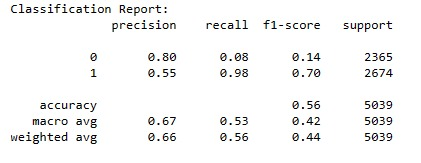 Classification Report:
precision recall f1-score support
0 0.80 0.08 0.14 2365
1 0.55 0.98 0.70 2674
accuracy 0.56 5039
macro avg 0.67 0.53 0.42 5039
weighted avg 0.66 0.56 0.44 5039